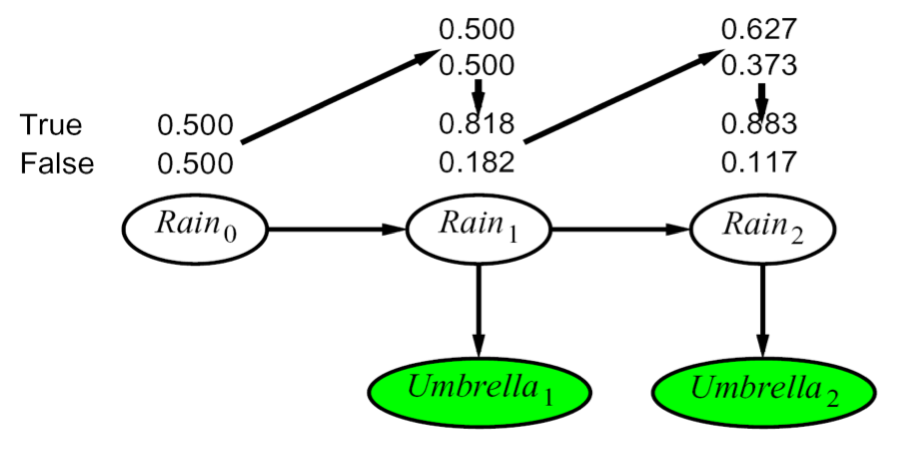 0.500 0.627
0.500 0.373
True 0.500 0.818 0.883
False 0.500 0.182 0.117
Rain0 Rain1 Rain2
Umbrella1 Umbrella2